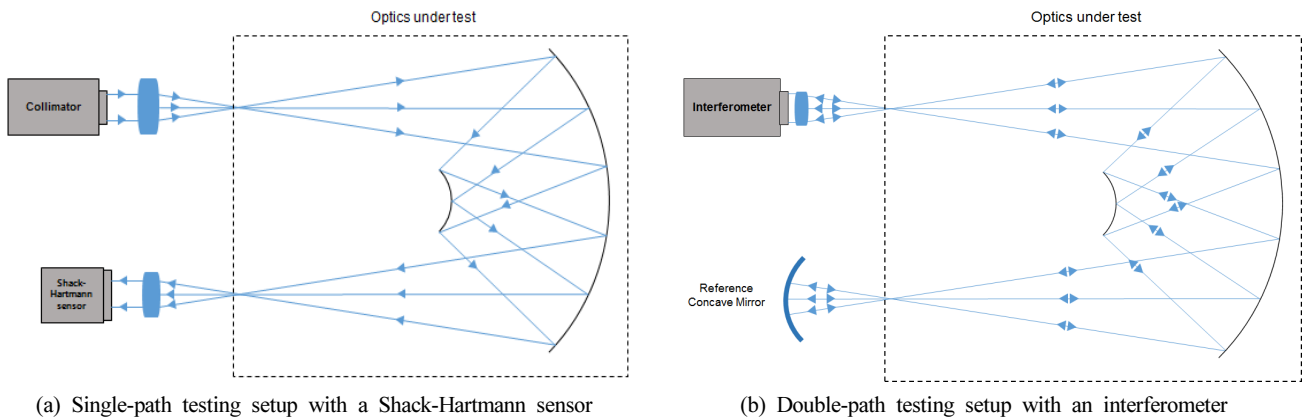 Optics under test
Collimator
Shack-
Hartmann
sensor
(a) Single-path testing setup with a Shack-Hartmann sensor
Optics under test
Interferometer
Reference
Concave Mirror
(b) Double-path testing setup with an interferometer